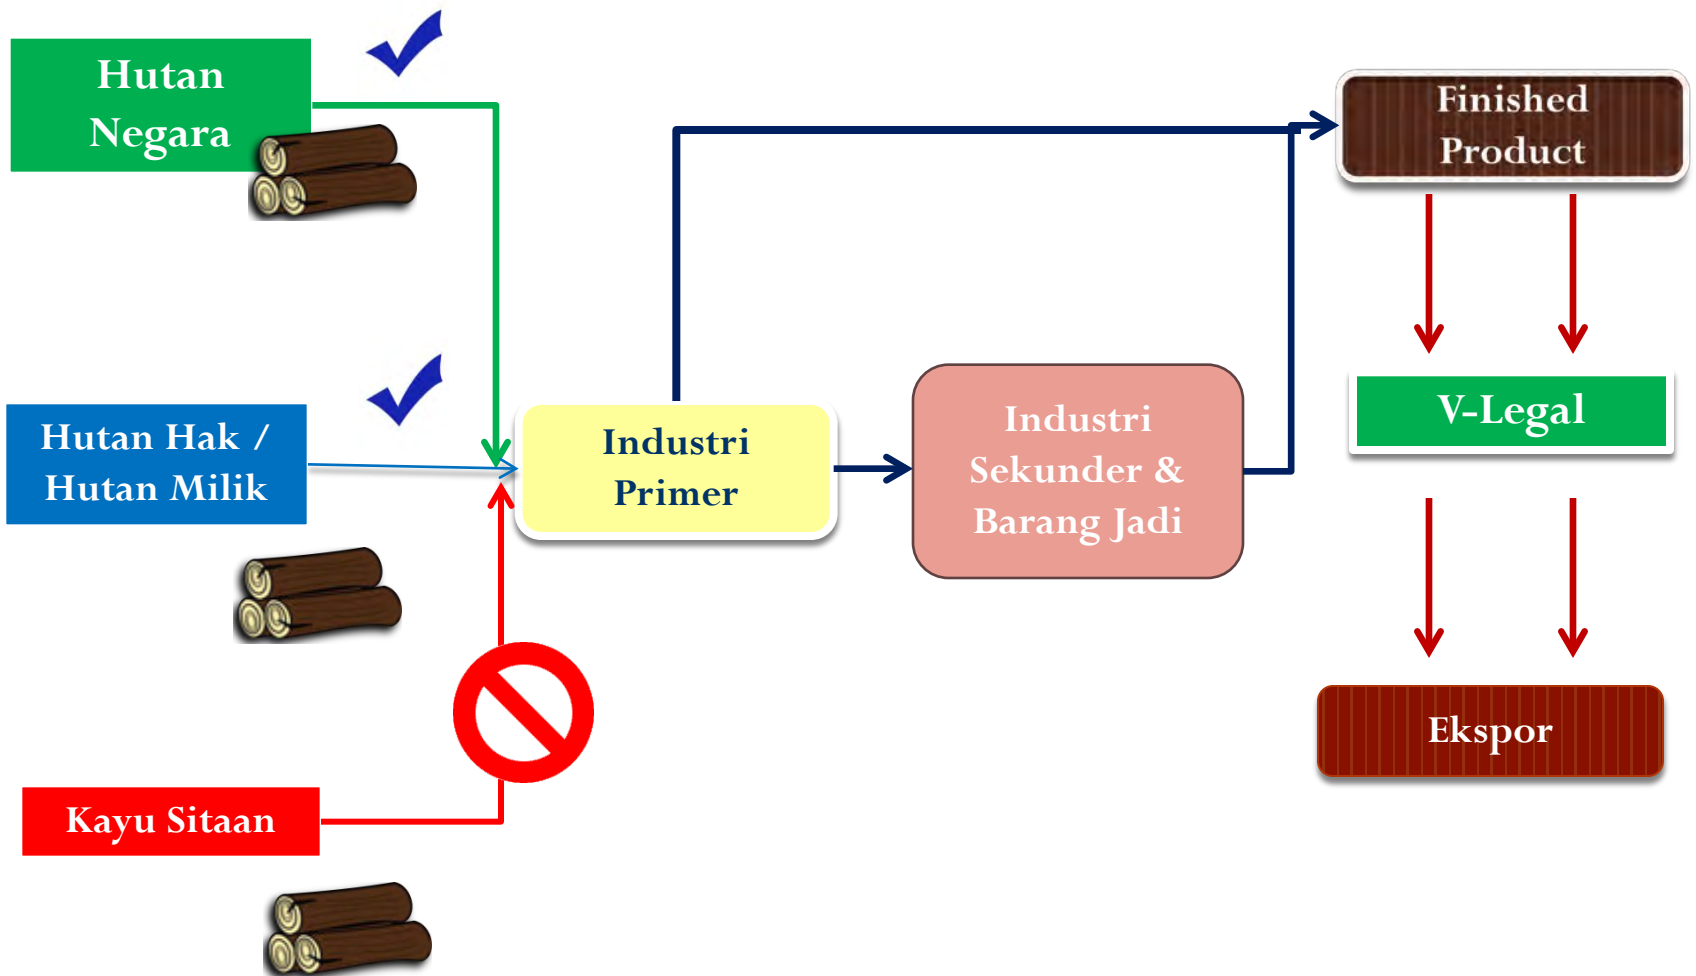 Hutan
Negara
Finished
Product
Hutan Hak /
Hutan Milik
Industri
Primer
Industri
Sekunder &
Barang Jadi
V-Legal
Ekspor
Kayu Sitaan